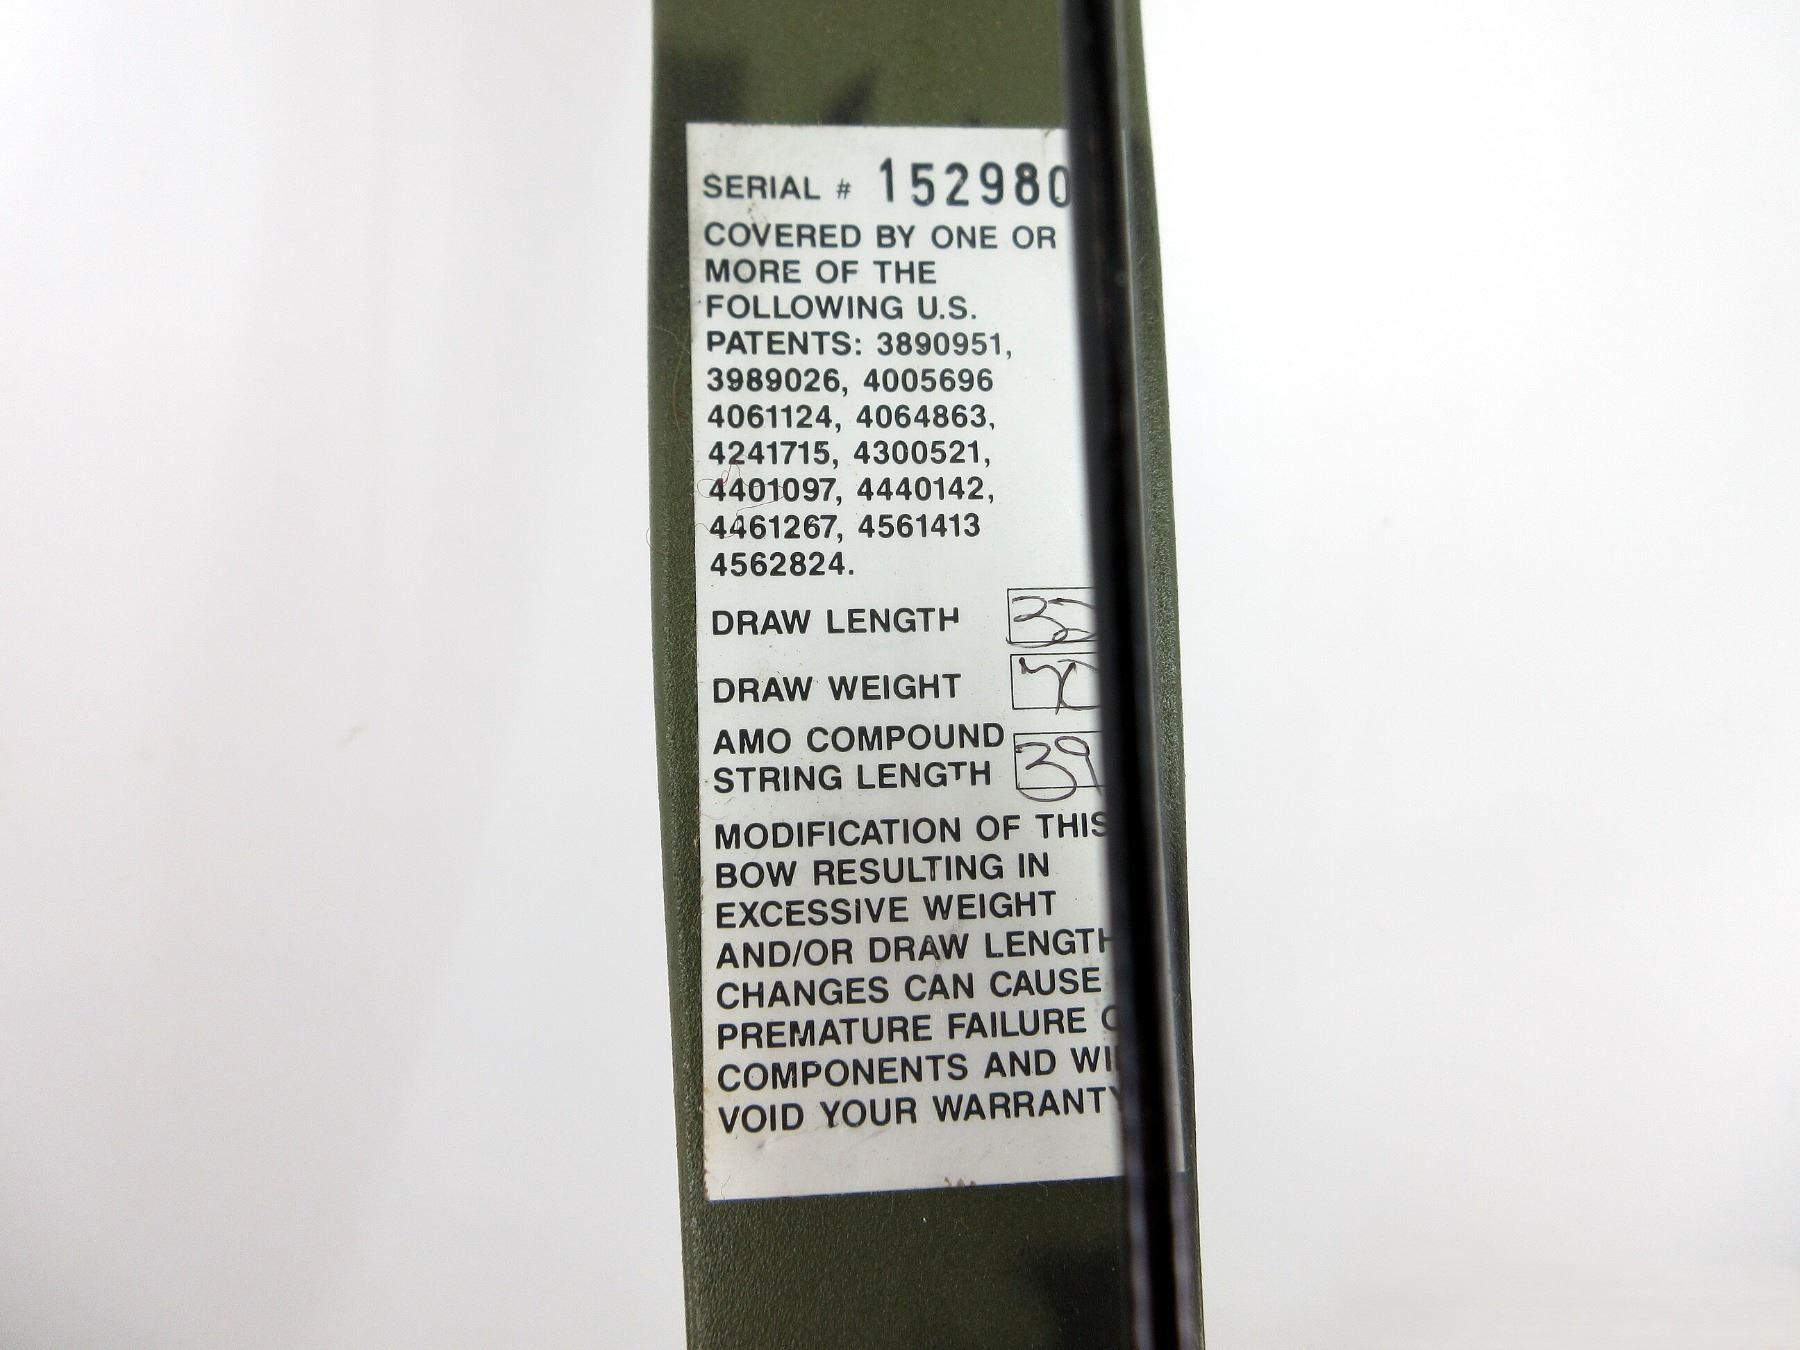 SERIAL # 152980
COVERED BY ONE OR
MORE OF THE
FOLLOWING U.S.
PATENTS: 3890951,
3989026, 4005696
4061124, 4064863,
4241715, 4300521,
4401097, 4440142,
4461267, 4561413
4562824.
DRAW LENGTH 32
DRAW WEIGHT
AMO COMPOUND
STRING LENGTH 39
MODIFICATION OF THIS
BOW RESULTING IN
EXCESSIVE WEIGHT
AND/OR DRAW LENGTH
CHANGES CAN CAUSE
PREMATURE FAILURE
COMPONENTS AND
VOID YOUR WARRANTY